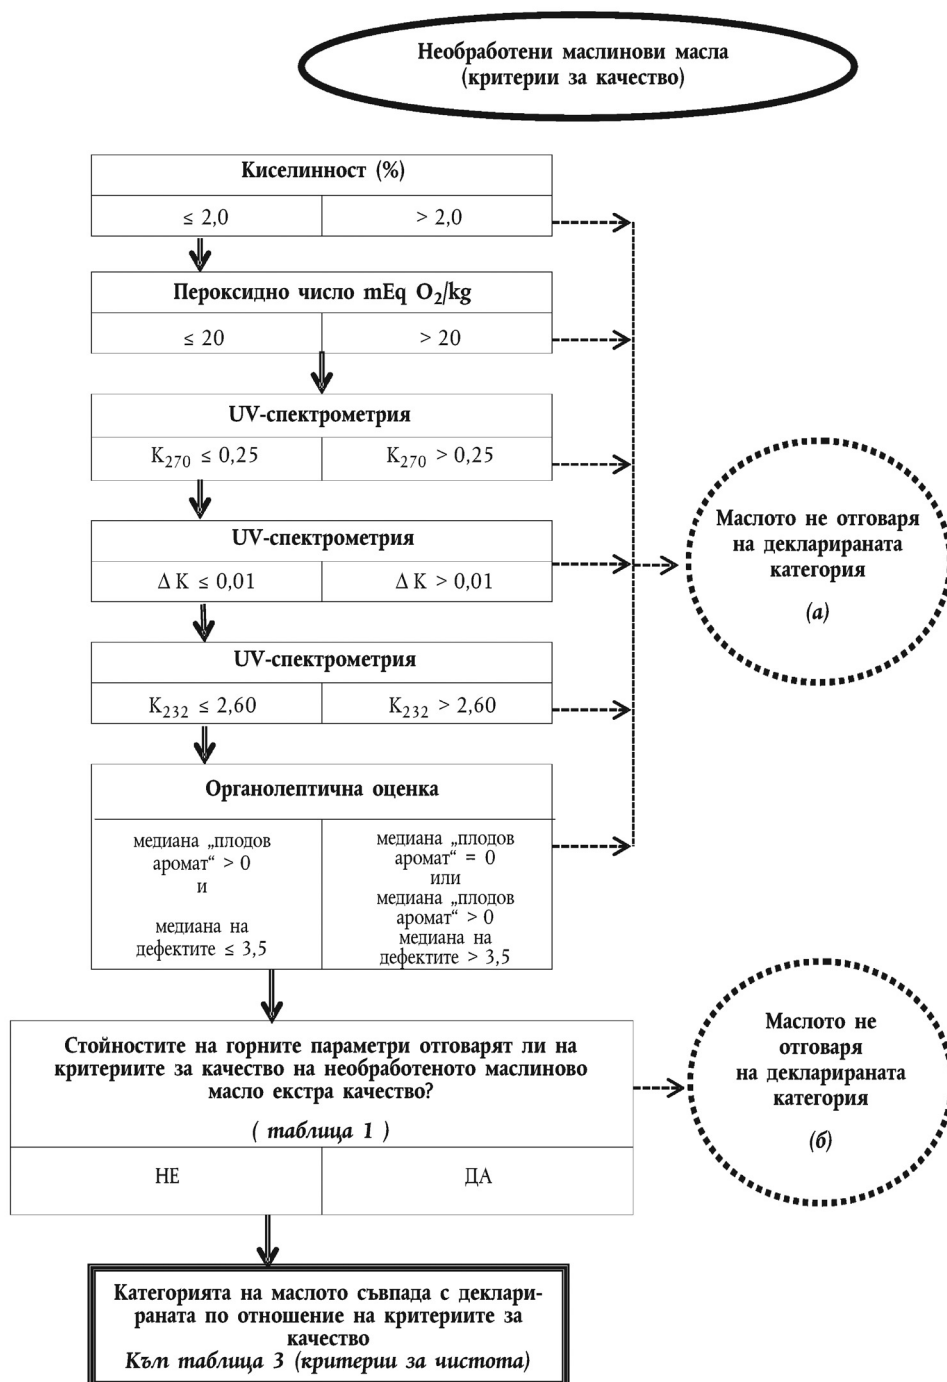 Необработени маслинови масла
(критерии за качество)
Киселинност (%)
≤ 2,0
> 2,0
Пероксидно число mEq O₂/kg
≤ 20
> 20
UV-спектрометрия
K₂₇₀ ≤ 0,25
K₂₇₀ > 0,25
UV-спектрометрия
Δ K ≤ 0,01
Δ K > 0,01
UV-спектрометрия
K₂₃₂ ≤ 2,60
K₂₃₂ > 2,60
Маслото не отговаря
на декларираната
категория
(а)
Органолептична оценка
медиана „плодов
аромат“ > 0
и
медиана на
дефектите ≤ 3,5
медиана „плодов
аромат“ = 0
или
медиана „плодов
аромат“ > 0
медиана на
дефектите > 3,5
Стойностите на горните параметри отговарят ли на
критериите за качество на необработеното маслиново
масло екстра качество?
( таблица 1 )
НЕ
ДА
Маслото не
отговаря
на декларираната
категория
(б)
Категорията на маслото съвпада с деклари-
раната по отношение на критериите за
качество
Към таблица 3 (критерии за чистота)